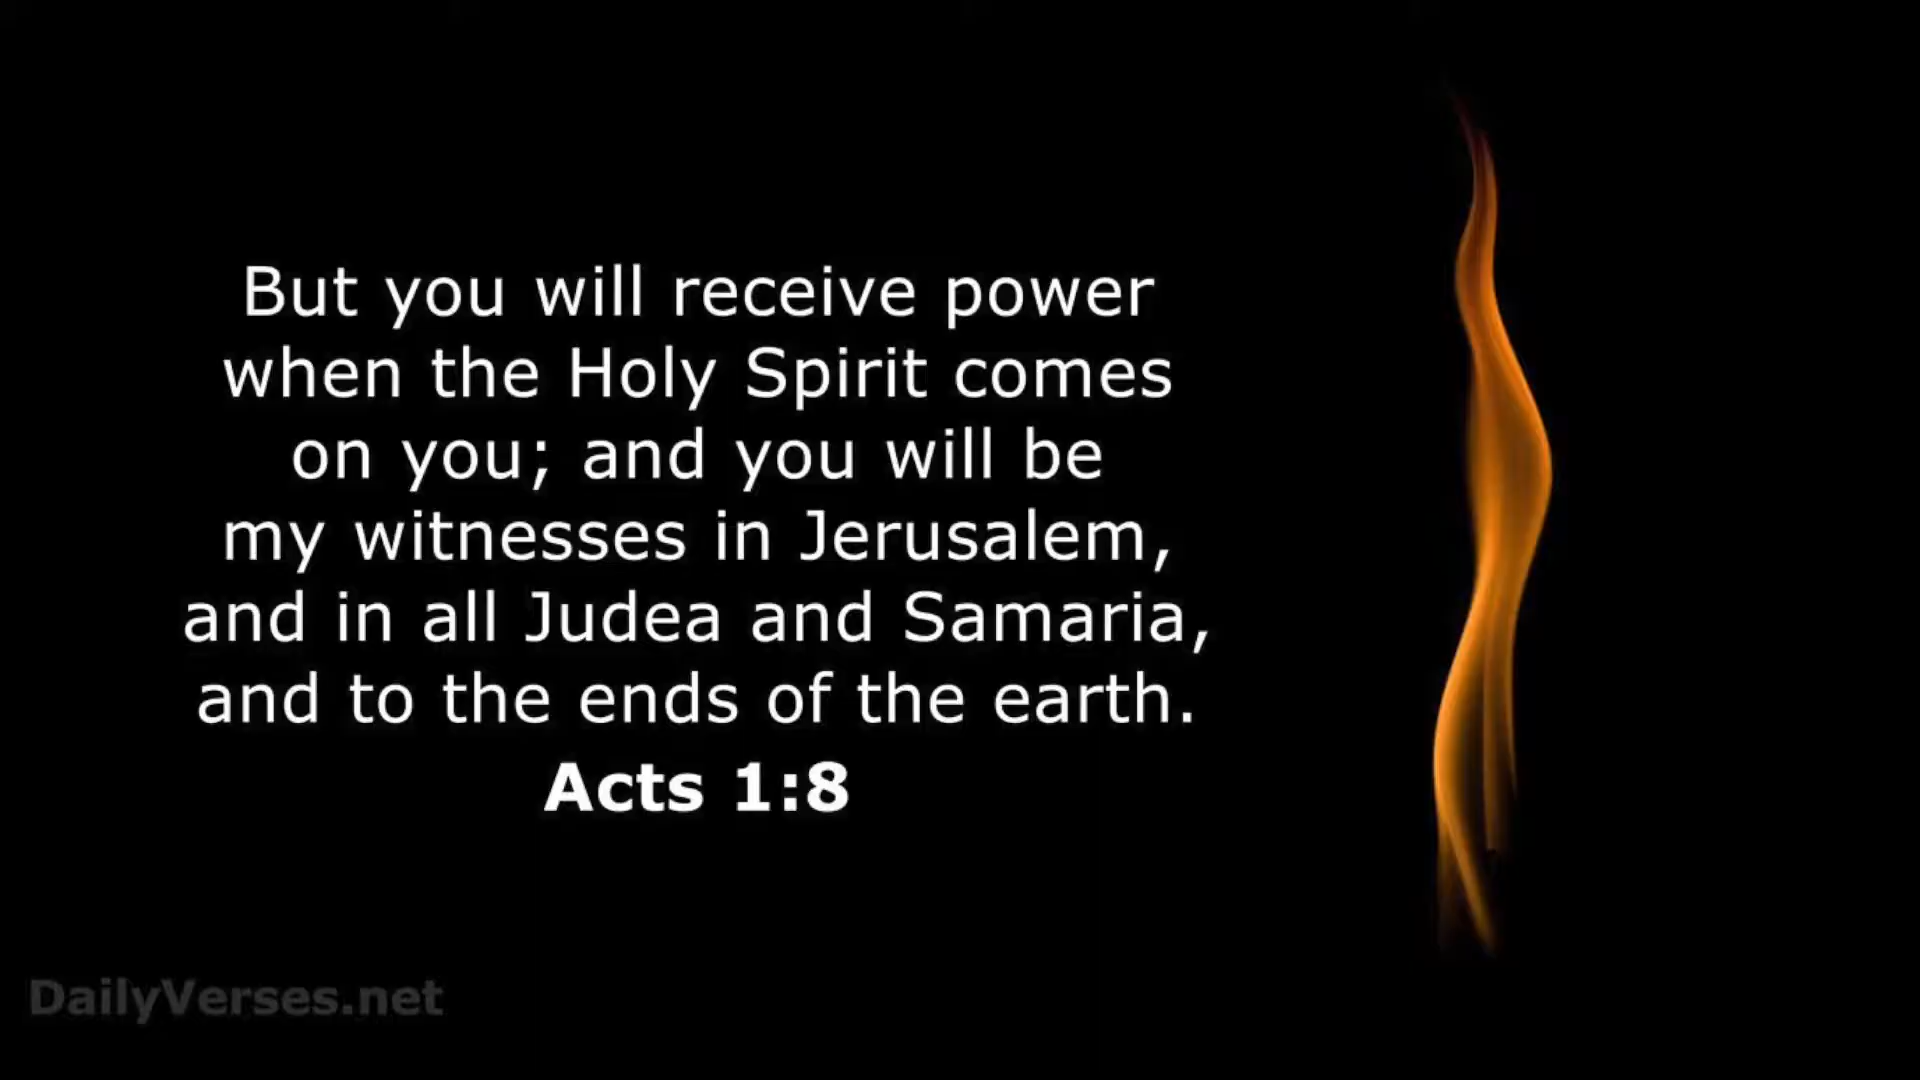 But you will receive power
when the Holy Spirit comes
on you; and you will be
my witnesses in Jerusalem,
and in all Judea and Samaria,
and to the ends of the earth.
Acts 1:8
DailyVerses.net